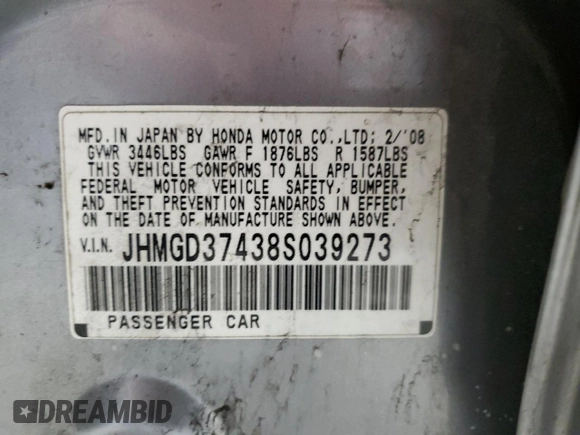 MFD. IN JAPAN BY HONDA MOTOR CO.,LTD; 2/'08
GVWR 3446LBS GAWR F 1876LBS R 1587LBS
THIS VEHICLE CONFORMS TO ALL APPLICABLE
FEDERAL MOTOR VEHICLE SAFETY, BUMPER,
AND THEFT PREVENTION STANDARDS IN EFFECT
ON THE DATE OF MANUFACTURE SHOWN ABOVE.
V.I.N. JHMGD37438S039273
PASSENGER CAR
DREAMBID